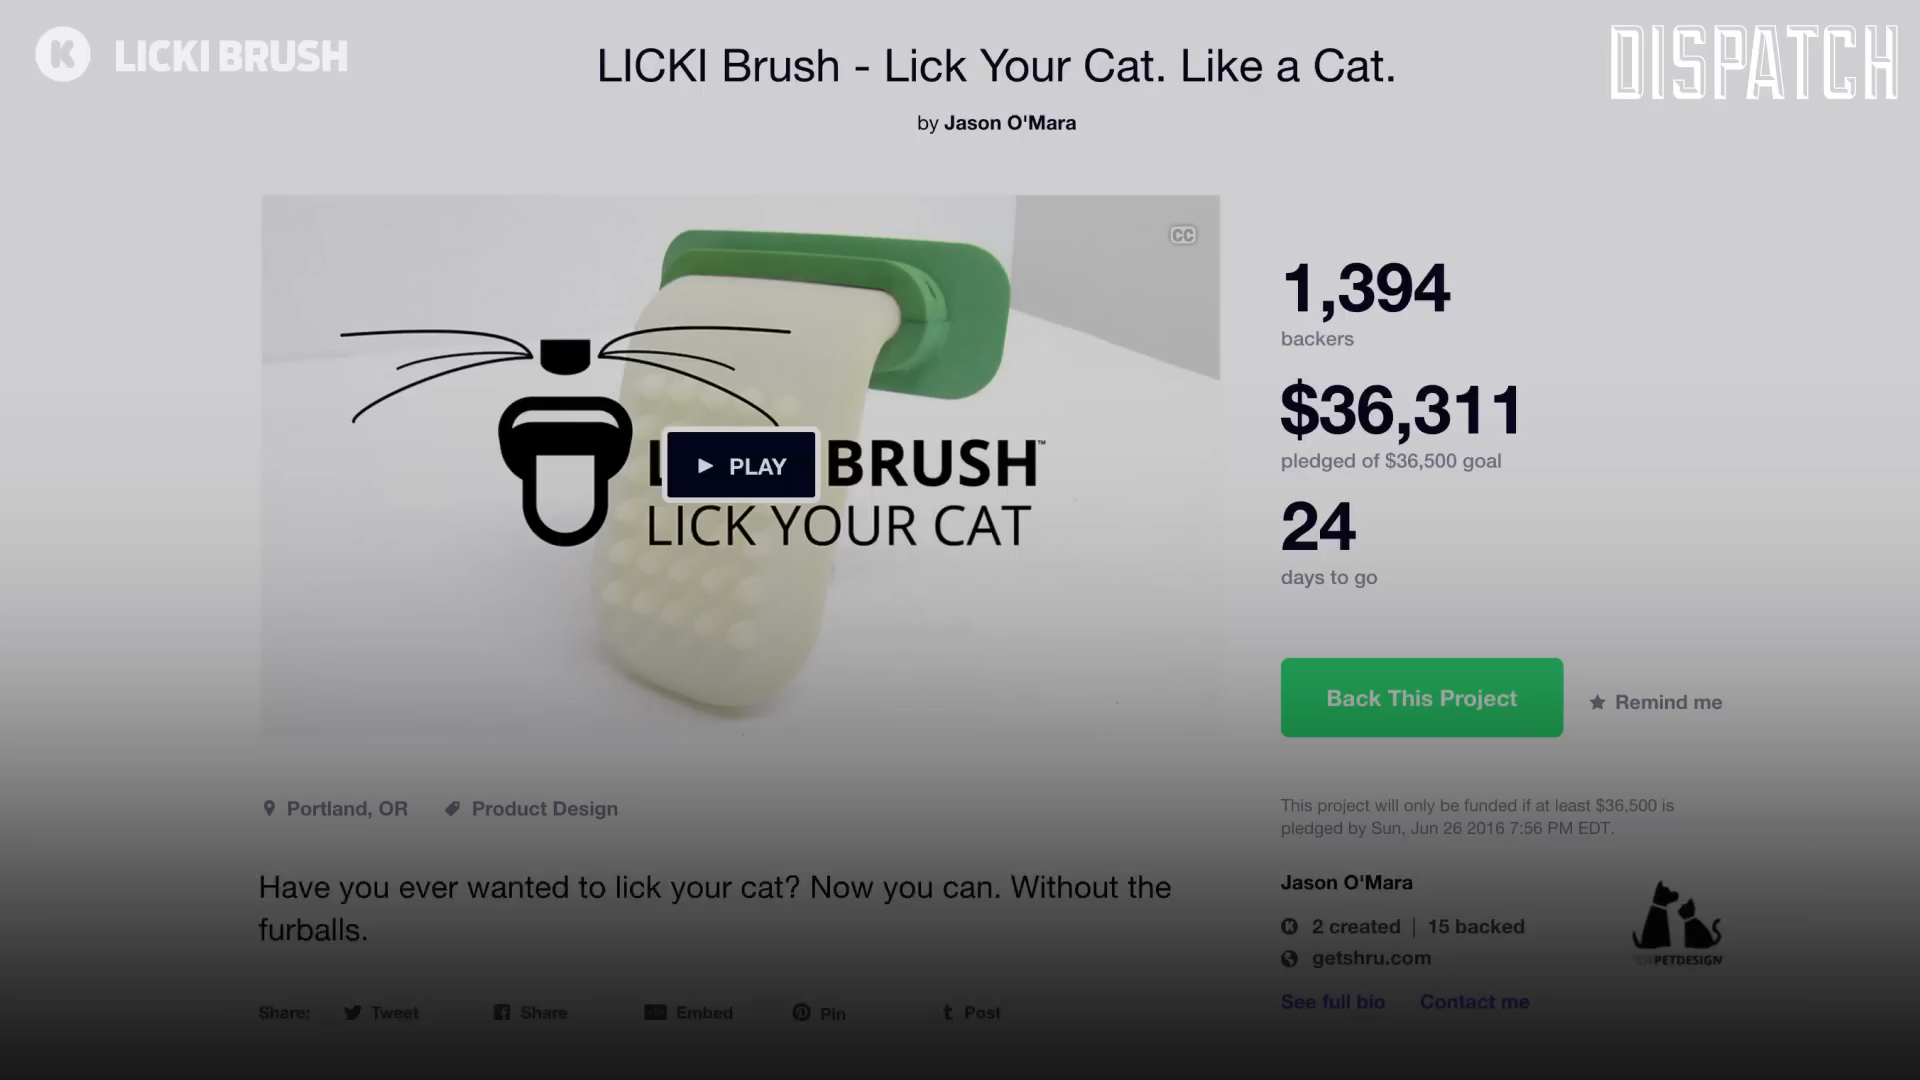 LICKI BRUSH
DISPATCH
LICKI Brush - Lick Your Cat. Like a Cat.
by Jason O'Mara
CC
PLAY
BRUSH™
LICK YOUR CAT
1,394
backers
$36,311
pledged of $36,500 goal
24
days to go
Back This Project
Remind me
Portland, OR
Product Design
This project will only be funded if at least $36,500 is
pledged by Sun, Jun 26 2016 7:56 PM EDT.
Have you ever wanted to lick your cat? Now you can. Without the
furballs.
Jason O'Mara
2 created | 15 backed
getshru.com
PETDESIGN
See full bio
Contact me
Share:
Tweet
Share
Embed
Pin
Post